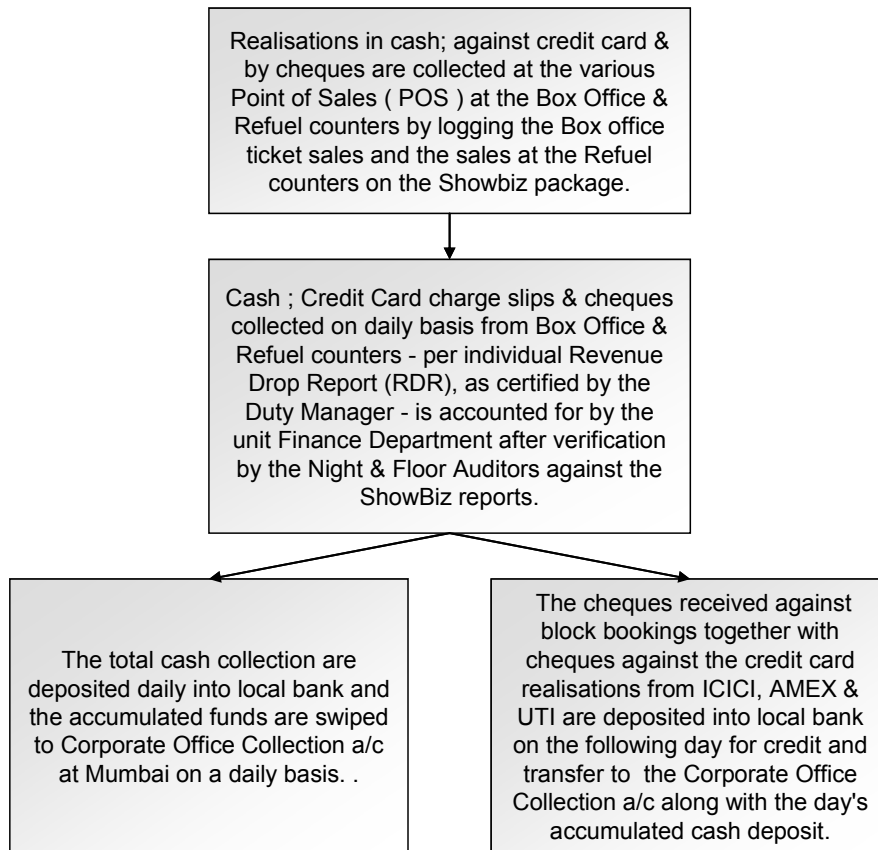 Realisations in cash; against credit card &
by cheques are collected at the various
Point of Sales ( POS ) at the Box Office &
Refuel counters by logging the Box office
ticket sales and the sales at the Refuel
counters on the Showbiz package.
Cash ; Credit Card charge slips & cheques
collected on daily basis from Box Office &
Refuel counters - per individual Revenue
Drop Report (RDR), as certified by the
Duty Manager - is accounted for by the
unit Finance Department after verification
by the Night & Floor Auditors against the
ShowBiz reports.
The total cash collection are
deposited daily into local bank and
the accumulated funds are swiped
to Corporate Office Collection a/c
at Mumbai on a daily basis. .
The cheques received against
block bookings together with
cheques against the credit card
realisations from ICICI, AMEX &
UTI are deposited into local bank
on the following day for credit and
transfer to the Corporate Office
Collection a/c along with the day's
accumulated cash deposit.